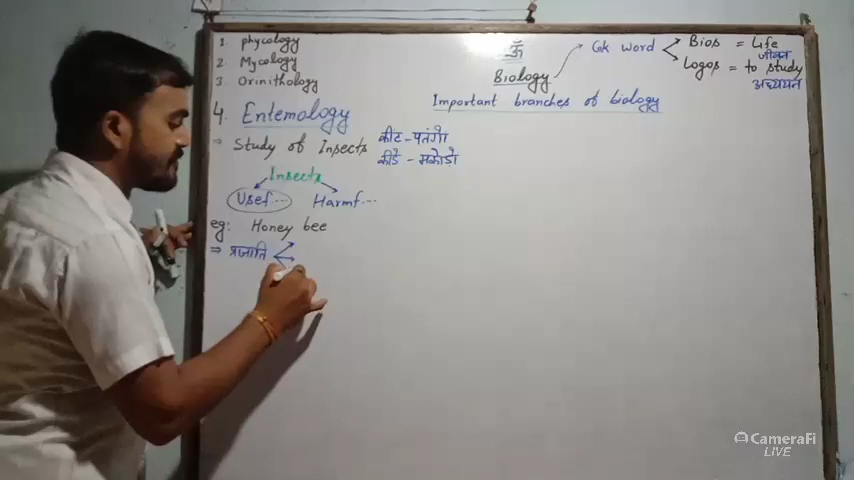 1. phycology
2. Mycology
3. Orinithology
ॐ
Biology
Gk word
Bios = Life
जीवन
Logos = to study
अध्ययन
Important branches of biology
4. Entemology
⇒ Study of Insects कीट - पतंगो
कीडे - मकोडो
Insects
Usef... Harmf...
eg: Honey bee
⇒ प्रजाति
CameraFi
LIVE